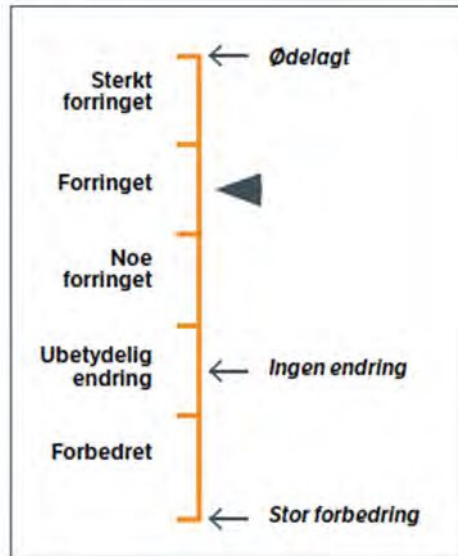 Ødelagt
Sterkt
forringet
Forringet
Noe
forringet
Ubetydelig
endring
Ingen endring
Forbedret
Stor forbedring